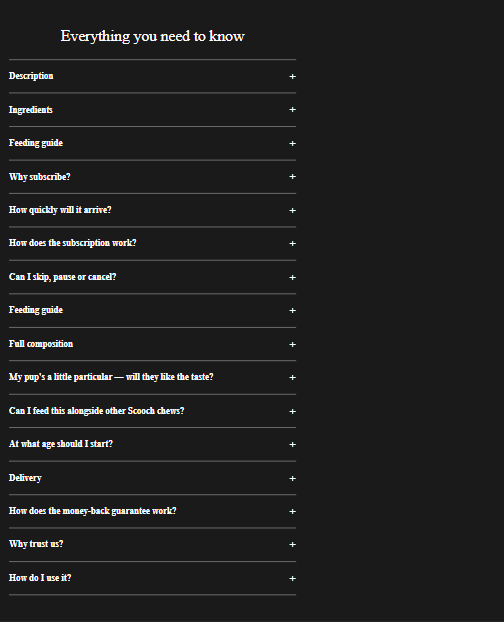 Everything you need to know
Description +
Ingredients +
Feeding guide +
Why subscribe? +
How quickly will it arrive? +
How does the subscription work? +
Can I skip, pause or cancel? +
Feeding guide +
Full composition +
My pup's a little particular — will they like the taste? +
Can I feed this alongside other Scooch chews? +
At what age should I start? +
Delivery +
How does the money-back guarantee work? +
Why trust us? +
How do I use it? +